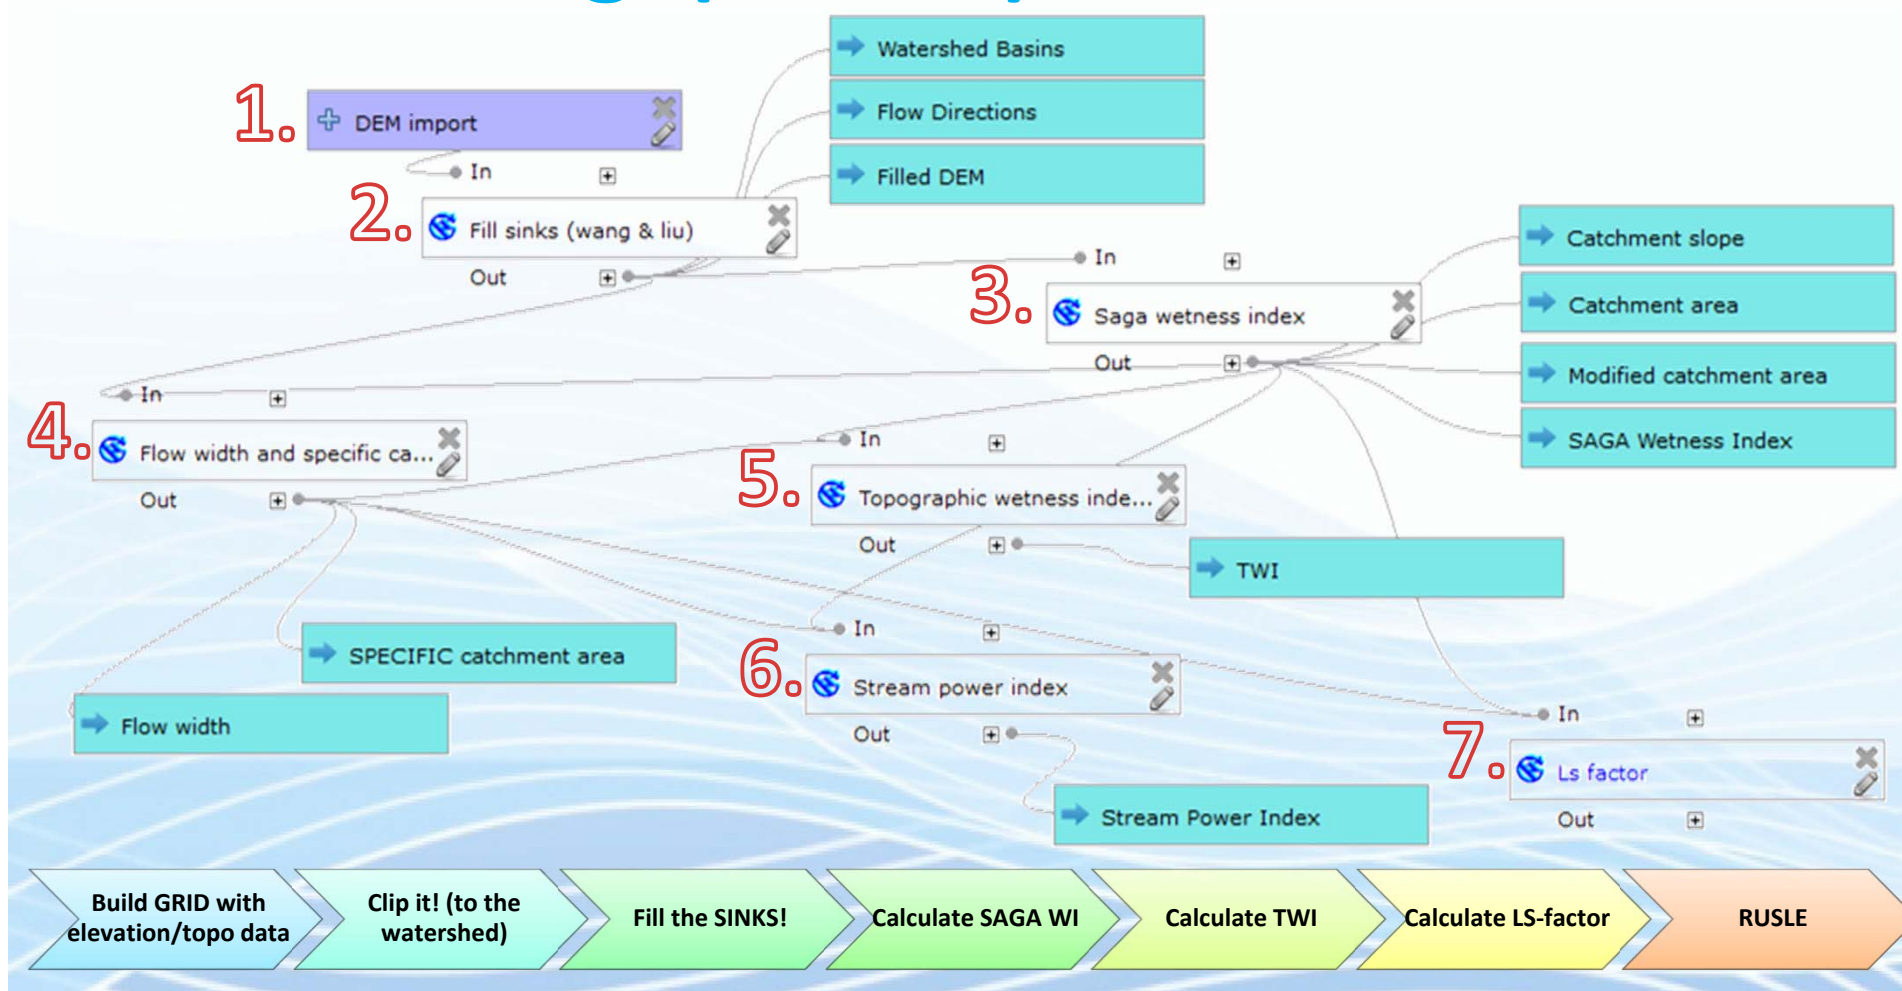 Watershed Basins
1.
DEM import
Flow Directions
In
Filled DEM
2.
Fill sinks (wang & liu)
Out
Catchment slope
In
3.
Saga wetness index
Catchment area
Out
Modified catchment area
In
4.
Flow width and specific ca...
SAGA Wetness Index
Out
In
5.
Topographic wetness inde...
Out
TWI
In
SPECIFIC catchment area
6.
Stream power index
Flow width
Out
In
7.
Ls factor
Stream Power Index
Out
Build GRID with
elevation/topo data
Clip it! (to the
watershed)
Fill the SINKS!
Calculate SAGA WI
Calculate TWI
Calculate LS-factor
RUSLE